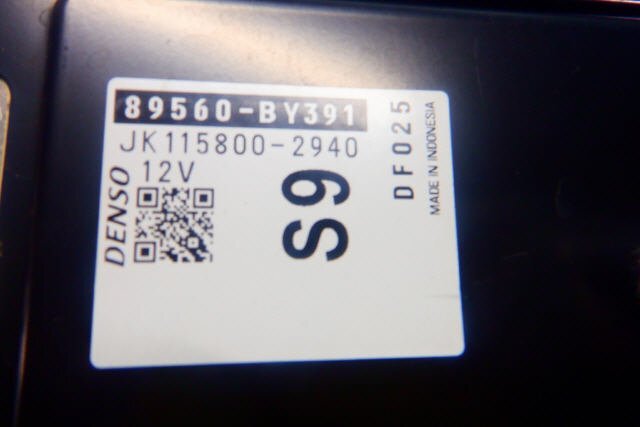 89560-BY391
JK115800-2940
12V
DENSO
S9
DF025
MADE IN INDONESIA